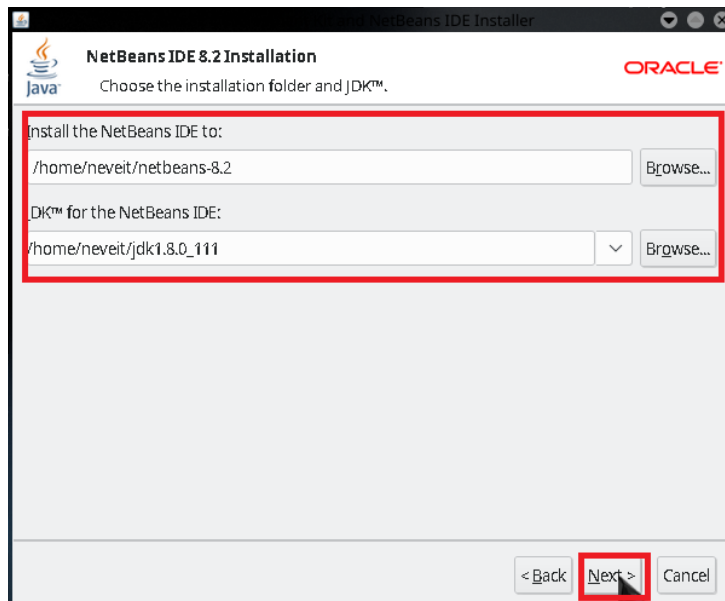 and NetBeans IDE Installer
NetBeans IDE 8.2 Installation
Java
Choose the installation folder and JDK™.
ORACLE
Install the NetBeans IDE to:
/home/neveit/netbeans-8.2
Browse...
JDK™ for the NetBeans IDE:
/home/neveit/jdk1.8.0_111
Browse...
< Back
Next >
Cancel